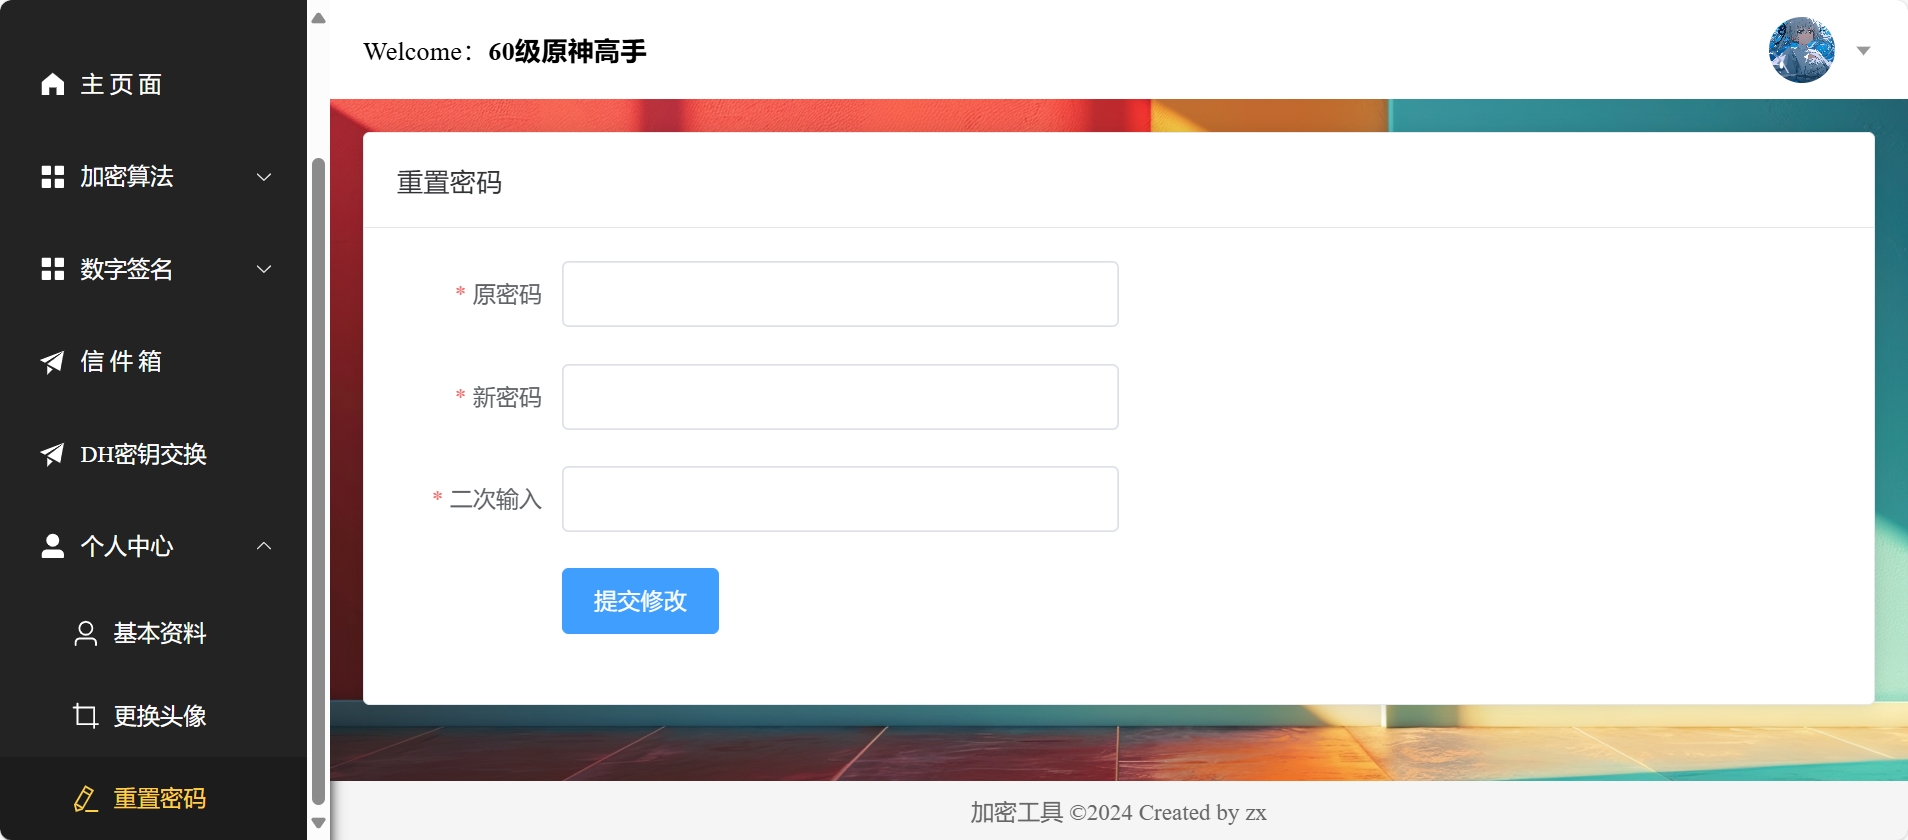 主页面
加密算法
数字签名
信件箱
DH密钥交换
个人中心
基本资料
更换头像
重置密码
Welcome：60级原神高手
重置密码
* 原密码
* 新密码
* 二次输入
提交修改
加密工具 ©2024 Created by zx